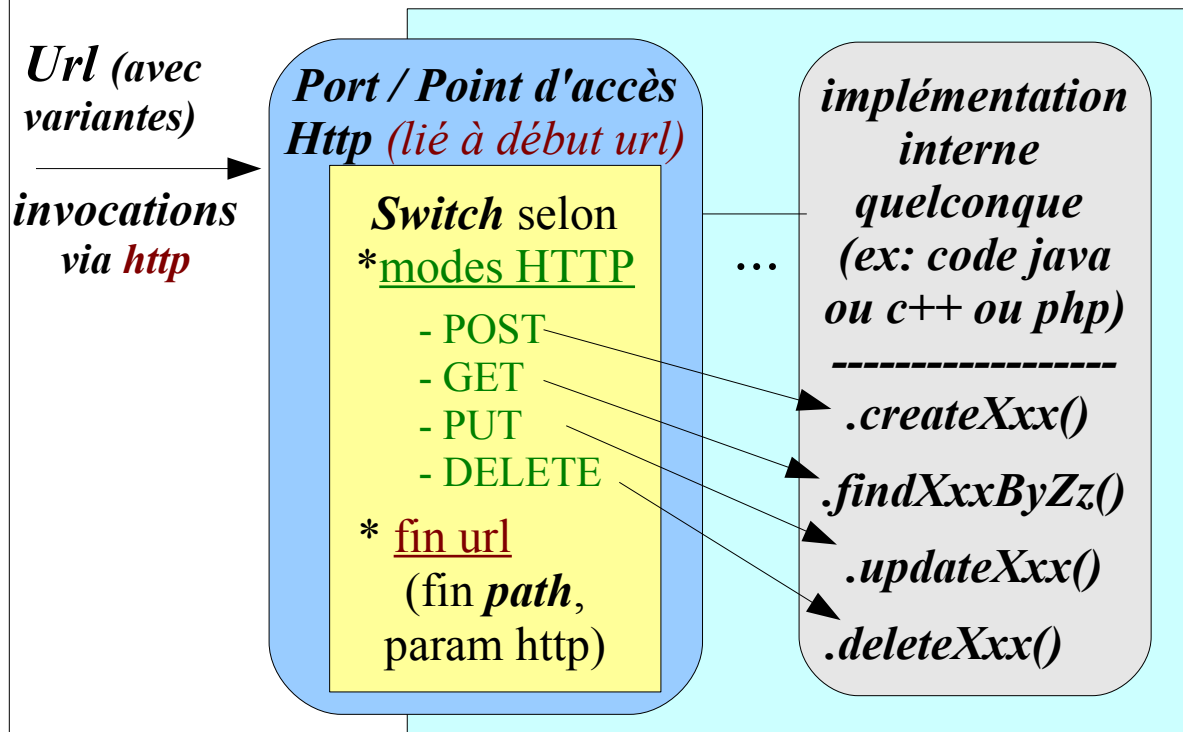 Url (avec
variantes)
invocations
via http
Port / Point d'accès
Http (lié à début url)
Switch selon
*modes HTTP
- POST
- GET
- PUT
- DELETE
* fin url
(fin path,
param http)
...
implémentation
interne
quelconque
(ex: code java
ou c++ ou php)
------------------
.createXxx()
.findXxxByZz()
.updateXxx()
.deleteXxx()